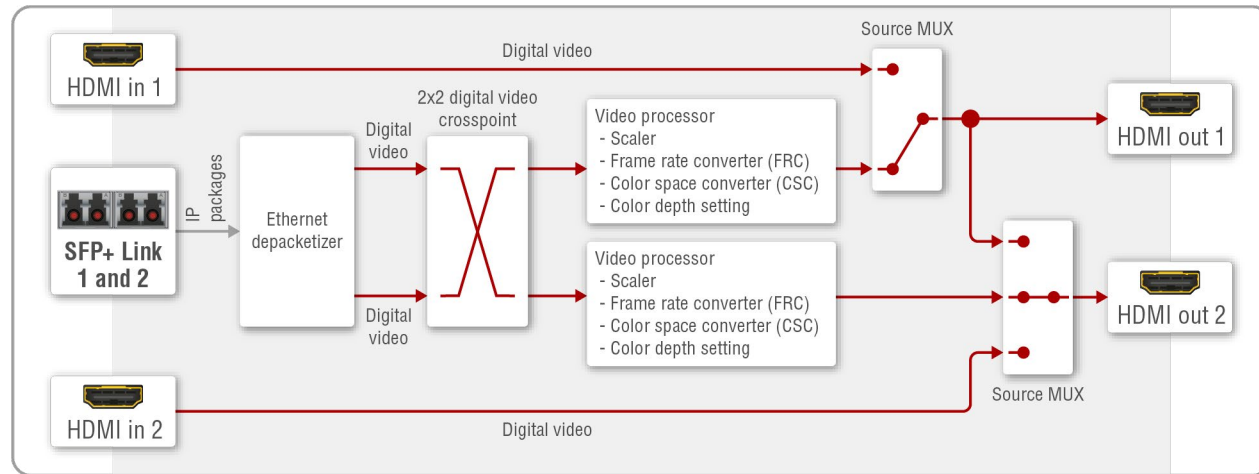 HDMI in 1
Digital video
Source MUX
HDMI out 1
2x2 digital video
crosspoint
Digital
video
Video processor
- Scaler
- Frame rate converter (FRC)
- Color space converter (CSC)
- Color depth setting
SFP+ Link
1 and 2
IP
packages
Ethernet
depacketizer
Digital
video
Video processor
- Scaler
- Frame rate converter (FRC)
- Color space converter (CSC)
- Color depth setting
HDMI out 2
Source MUX
HDMI in 2
Digital video